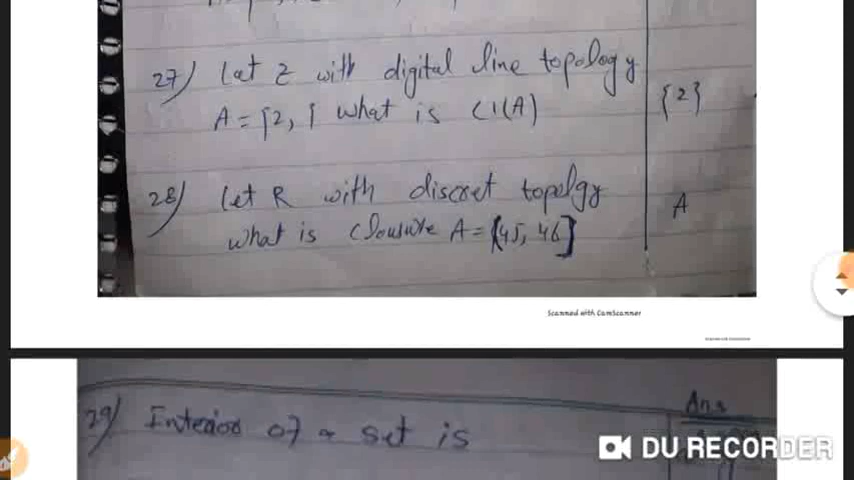 27) Let Z with digital line topology
A = {2, } what is Cl(A)
{2}
28) Let R with discret topolgy
what is Clousure A = [45, 46]
A
Scanned with CamScanner
Ans
29) Interior of a set is
DU RECORDER